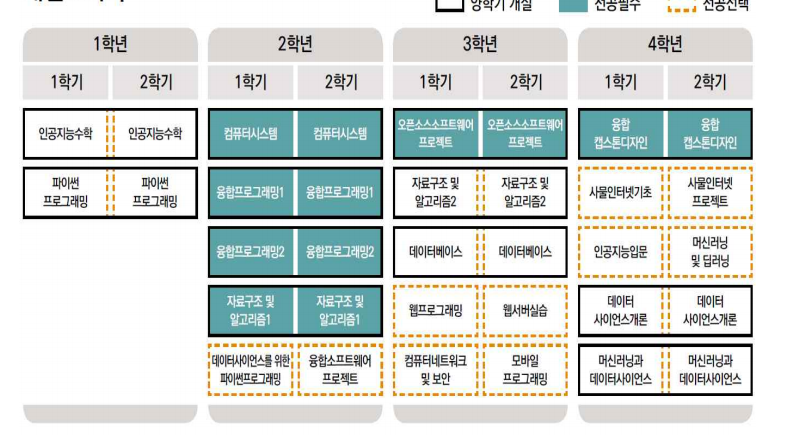 양학기 개설 전공필수 전공선택
1학년 2학년 3학년 4학년
1학기 2학기 1학기 2학기 1학기 2학기 1학기 2학기
인공지능수학 인공지능수학 컴퓨터시스템 컴퓨터시스템 오픈소스소프트웨어 프로젝트 오픈소스소프트웨어 프로젝트 융합 캡스톤디자인 융합 캡스톤디자인
파이썬 프로그래밍 파이썬 프로그래밍 융합프로그래밍1 융합프로그래밍1 자료구조 및 알고리즘2 자료구조 및 알고리즘2 사물인터넷기초 사물인터넷 프로젝트
융합프로그래밍2 융합프로그래밍2 데이터베이스 데이터베이스 인공지능입문 머신러닝 및 딥러닝
자료구조 및 알고리즘1 자료구조 및 알고리즘1 웹프로그래밍 웹서버실습 데이터 사이언스개론 데이터 사이언스개론
데이터사이언스를 위한 파이썬프로그래밍 융합소프트웨어 프로젝트 컴퓨터네트워크 및 보안 모바일 프로그래밍 머신러닝과 데이터사이언스 머신러닝과 데이터사이언스